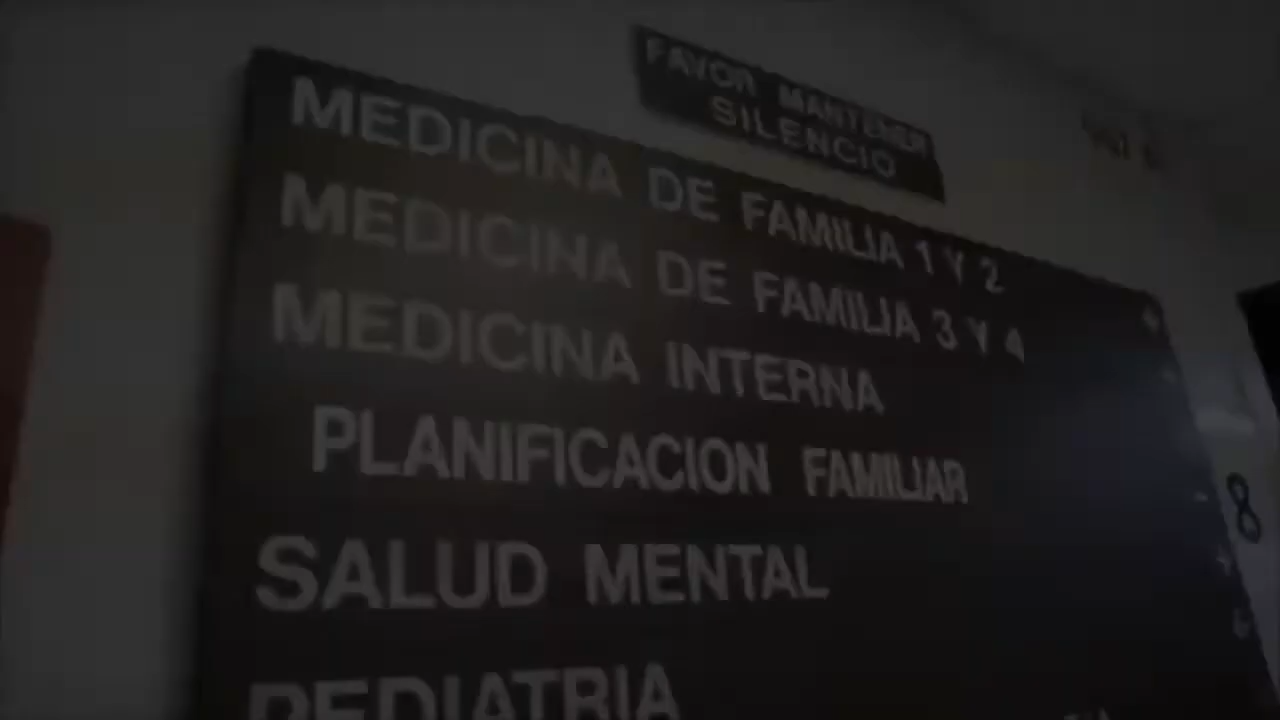 FAVOR MANTENER
SILENCIO
MEDICINA DE FAMILIA 1 Y 2
MEDICINA DE FAMILIA 3 Y 4
MEDICINA INTERNA
PLANIFICACION FAMILIAR
SALUD MENTAL
PEDIATRIA
8